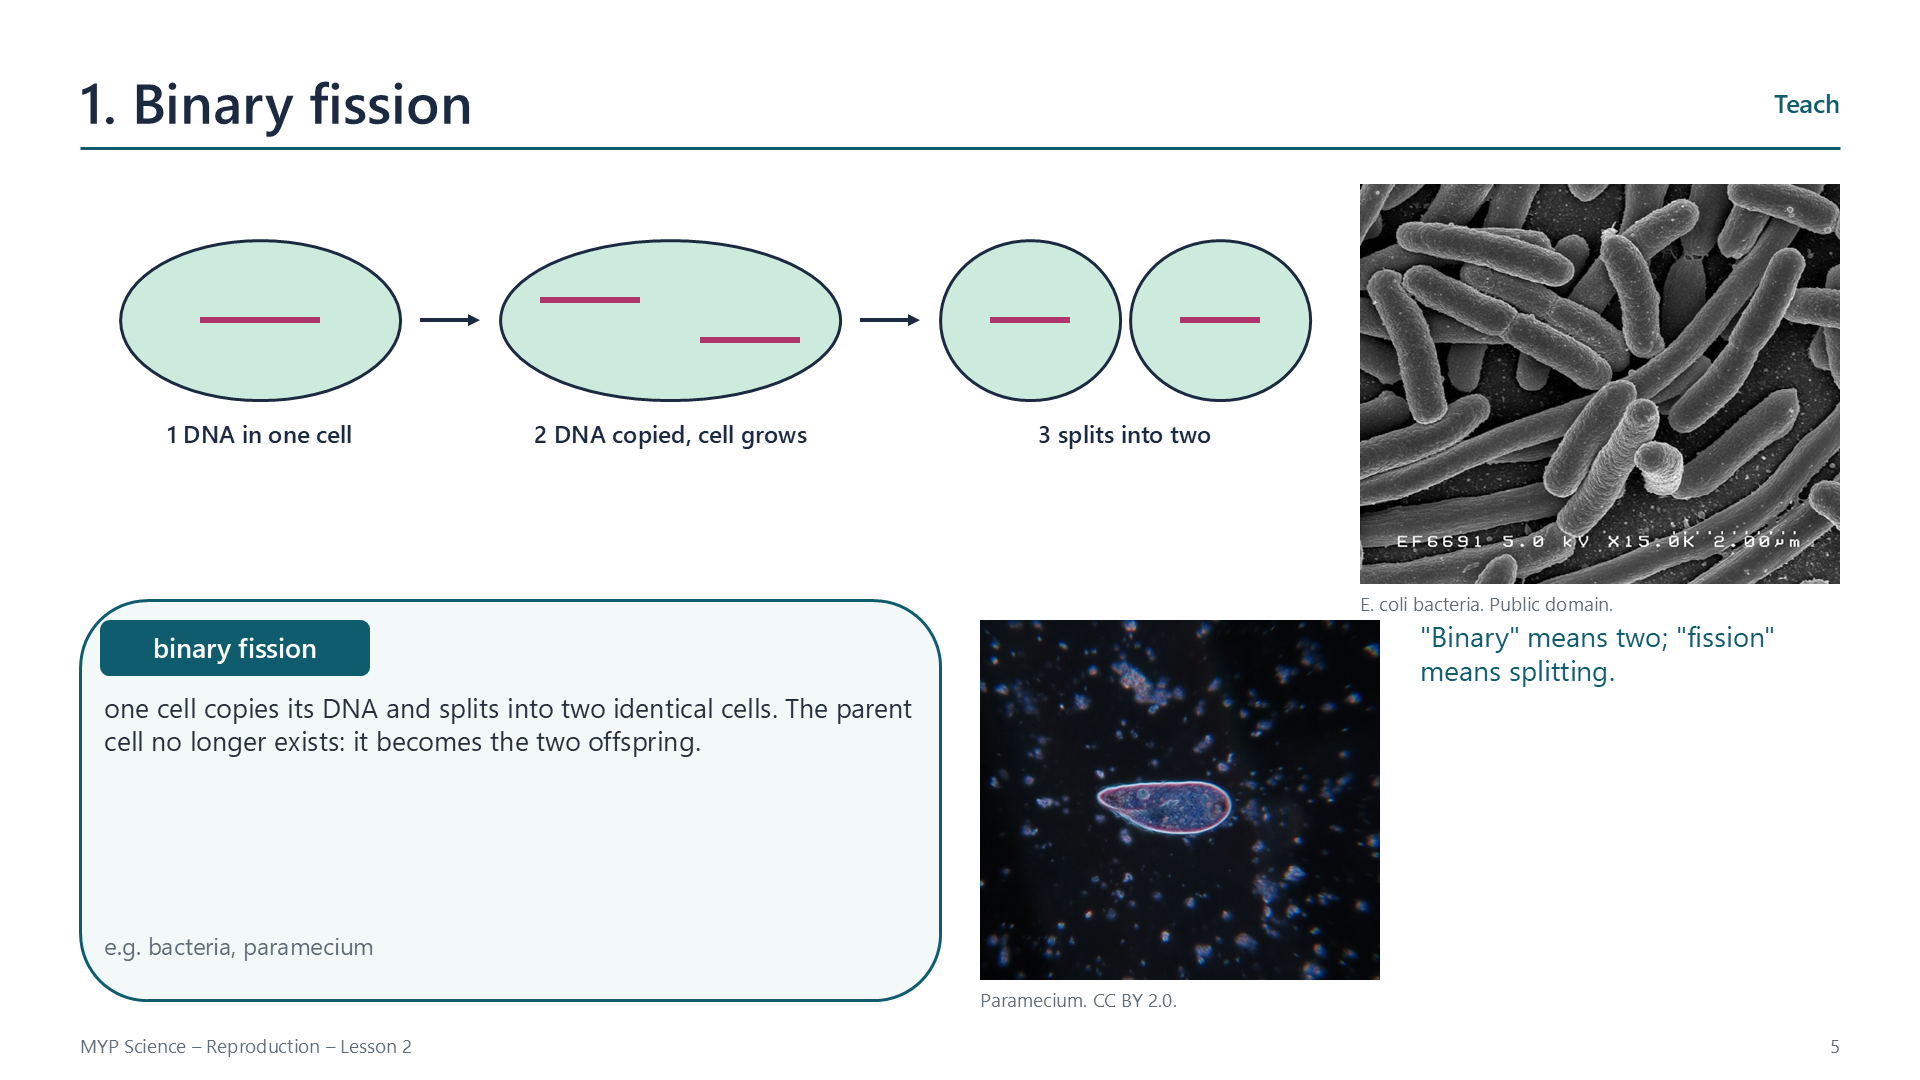 1. Binary fission
Teach
1 DNA in one cell
2 DNA copied, cell grows
3 splits into two
EF6691 5.0 kV X15.0K 2.00µm
E. coli bacteria. Public domain.
binary fission
one cell copies its DNA and splits into two identical cells. The parent
cell no longer exists: it becomes the two offspring.
e.g. bacteria, paramecium
"Binary" means two; "fission"
means splitting.
Paramecium. CC BY 2.0.
MYP Science – Reproduction – Lesson 2
5